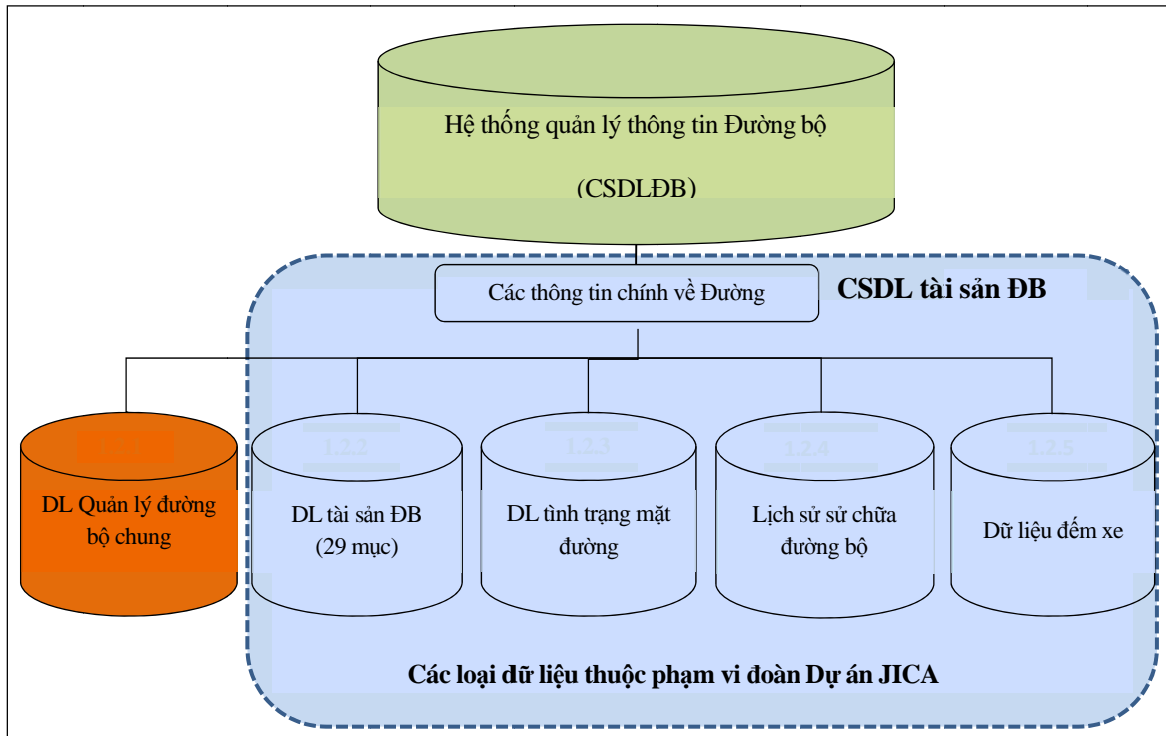 Hệ thống quản lý thông tin Đường bộ
(CSDLĐB)
Các thông tin chính về Đường
CSDL tài sản ĐB
1.2.2
1.2.3
1.2.4
1.2.5
DL Quản lý đường
bộ chung
DL tài sản ĐB
(29 mục)
DL tình trạng mặt
đường
Lịch sử sử chữa
đường bộ
Dữ liệu đếm xe
Các loại dữ liệu thuộc phạm vi đoàn Dự án JICA